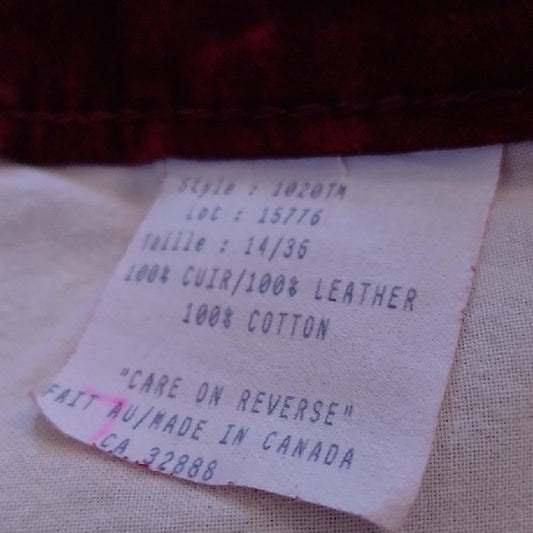 Style : 1020TM
Lot : 15776
Taille : 14/36
100% CUIR/100% LEATHER
100% COTTON
"CARE ON REVERSE"
FAIT AU/MADE IN CANADA
CA 32888